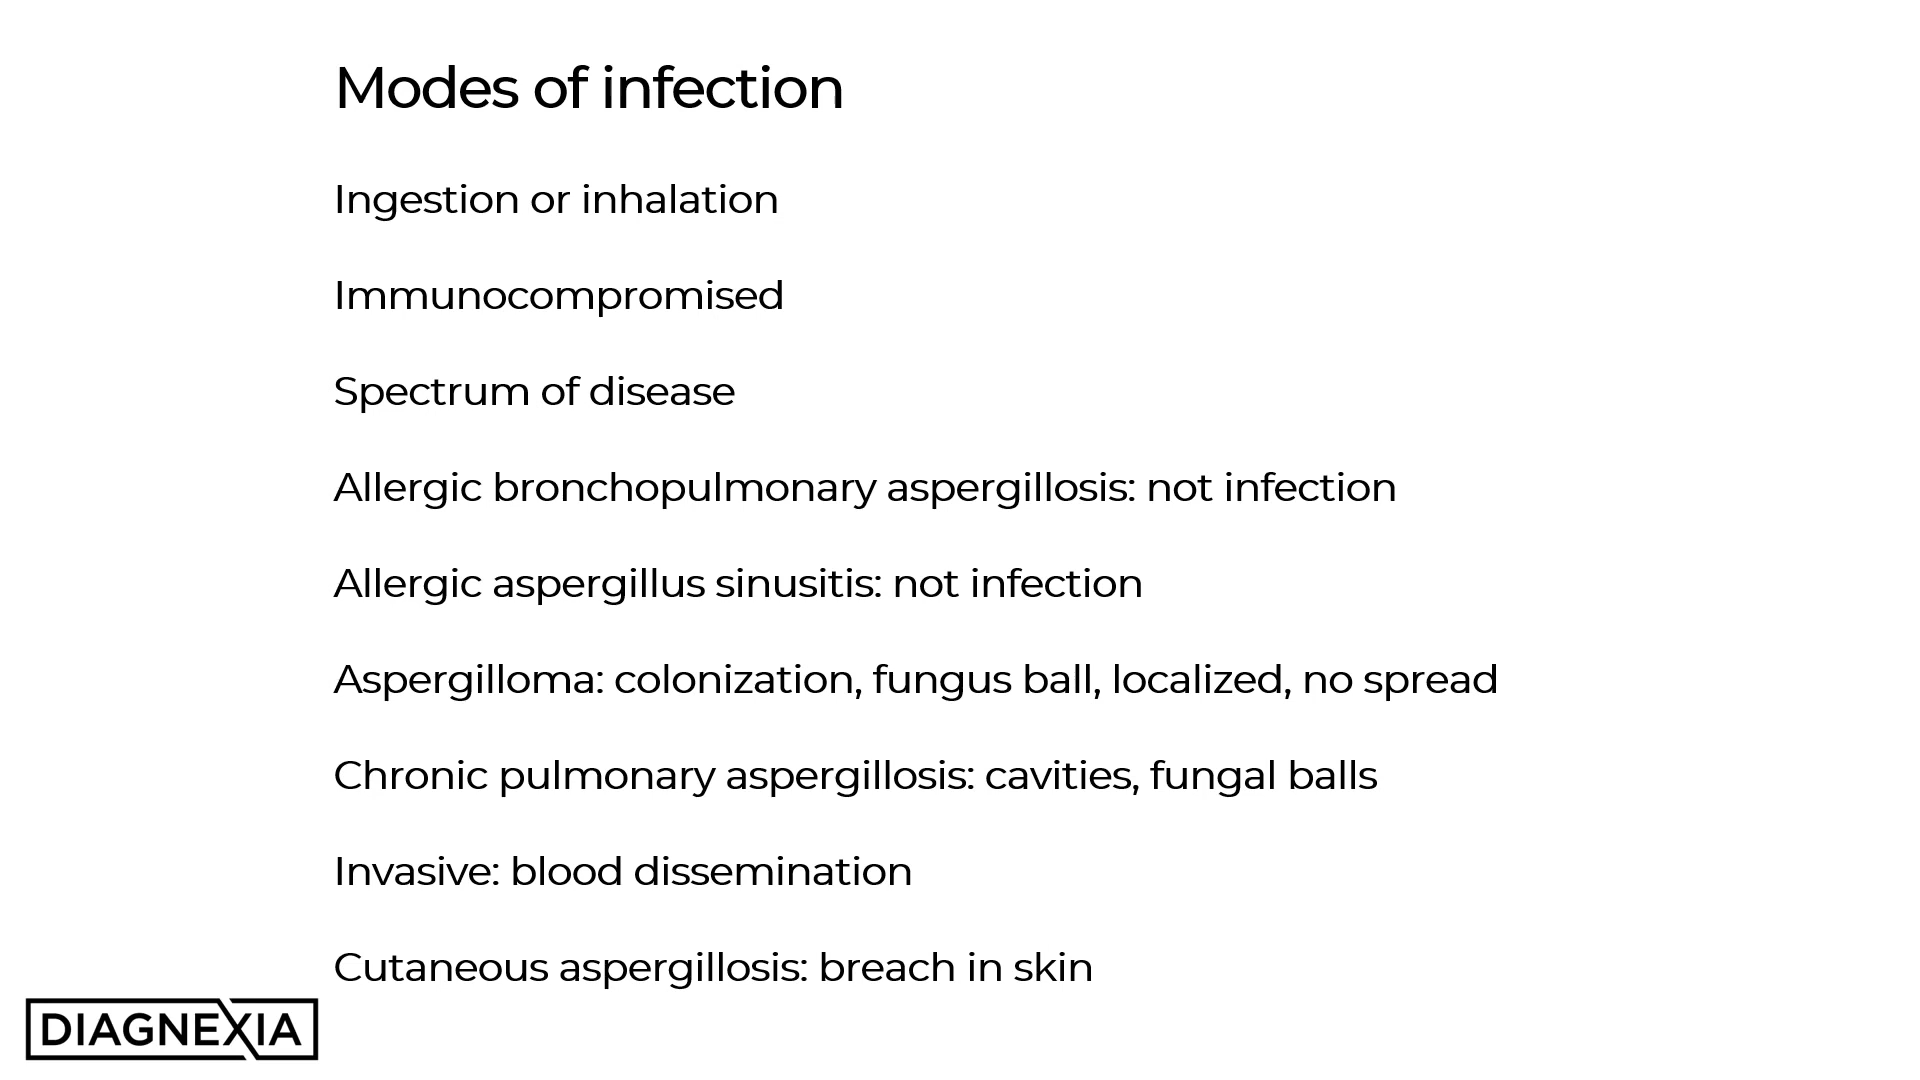 Modes of infection
Ingestion or inhalation
Immunocompromised
Spectrum of disease
Allergic bronchopulmonary aspergillosis: not infection
Allergic aspergillus sinusitis: not infection
Aspergilloma: colonization, fungus ball, localized, no spread
Chronic pulmonary aspergillosis: cavities, fungal balls
Invasive: blood dissemination
Cutaneous aspergillosis: breach in skin
DIAGNEXIA